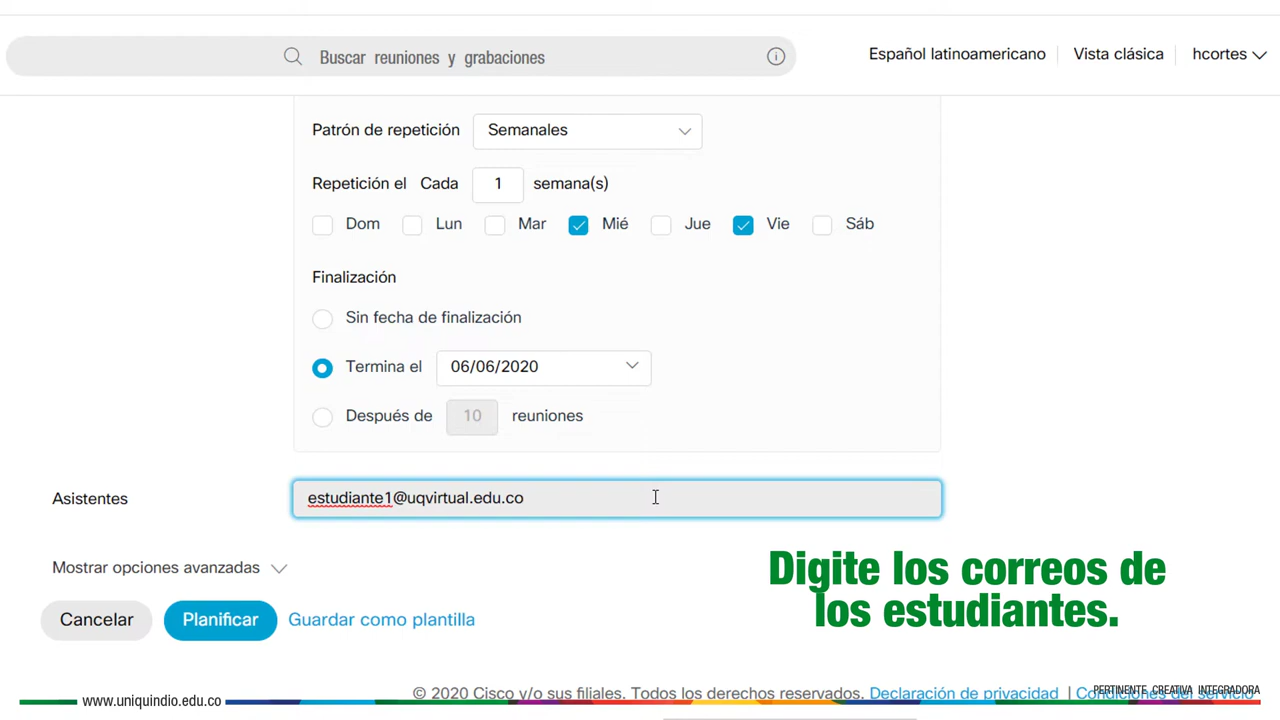 Buscar reuniones y grabaciones
Español latinoamericano
Vista clásica
hcortes
Patrón de repetición Semanales
Repetición el Cada 1 semana(s)
Dom Lun Mar Mié Jue Vie Sáb
Finalización
Sin fecha de finalización
Termina el 06/06/2020
Después de 10 reuniones
Asistentes estudiante1@uqvirtual.edu.co
Mostrar opciones avanzadas
Digite los correos de
los estudiantes.
Cancelar Planificar Guardar como plantilla
© 2020 Cisco y/o sus filiales. Todos los derechos reservados. Declaración de privacidad | Condiciones del servicio
PERTINENTE CREATIVA INTEGRADORA
www.uniquindio.edu.co